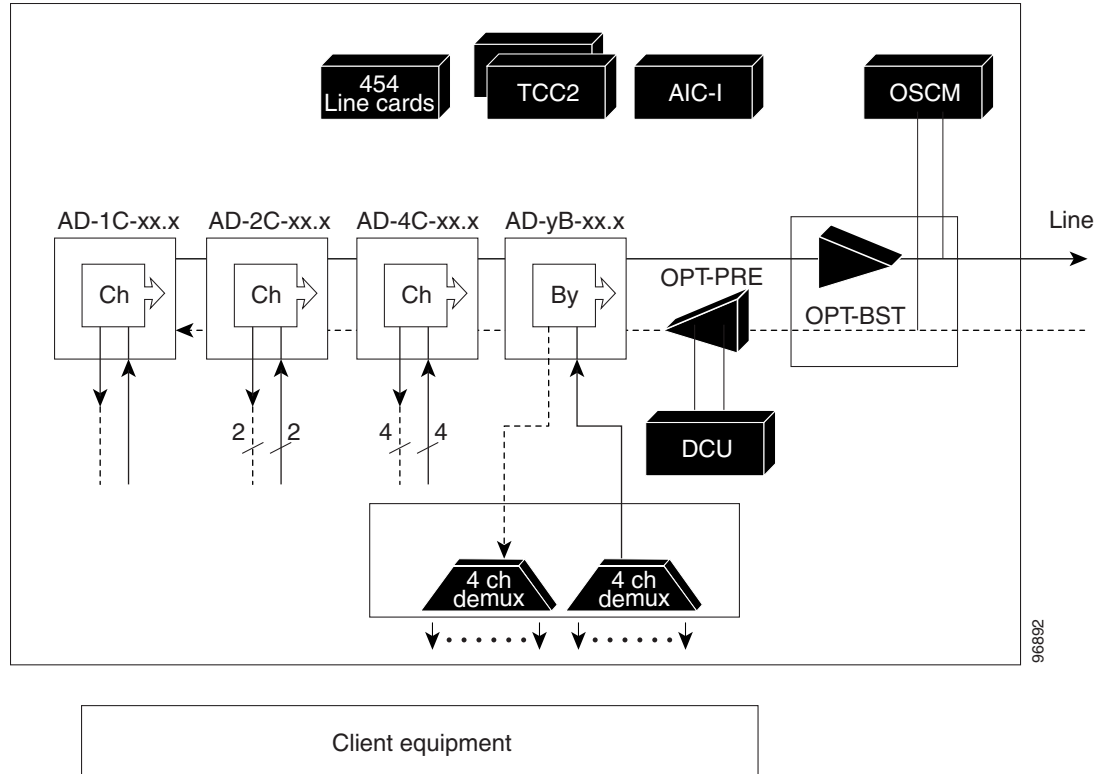 454
Line cards
TCC2
AIC-I
OSCM
AD-1C-xx.x
AD-2C-xx.x
AD-4C-xx.x
AD-yB-xx.x
Line
Ch
Ch
Ch
By
OPT-PRE
OPT-BST
2
2
4
4
DCU
4 ch
demux
4 ch
demux
96892
Client equipment